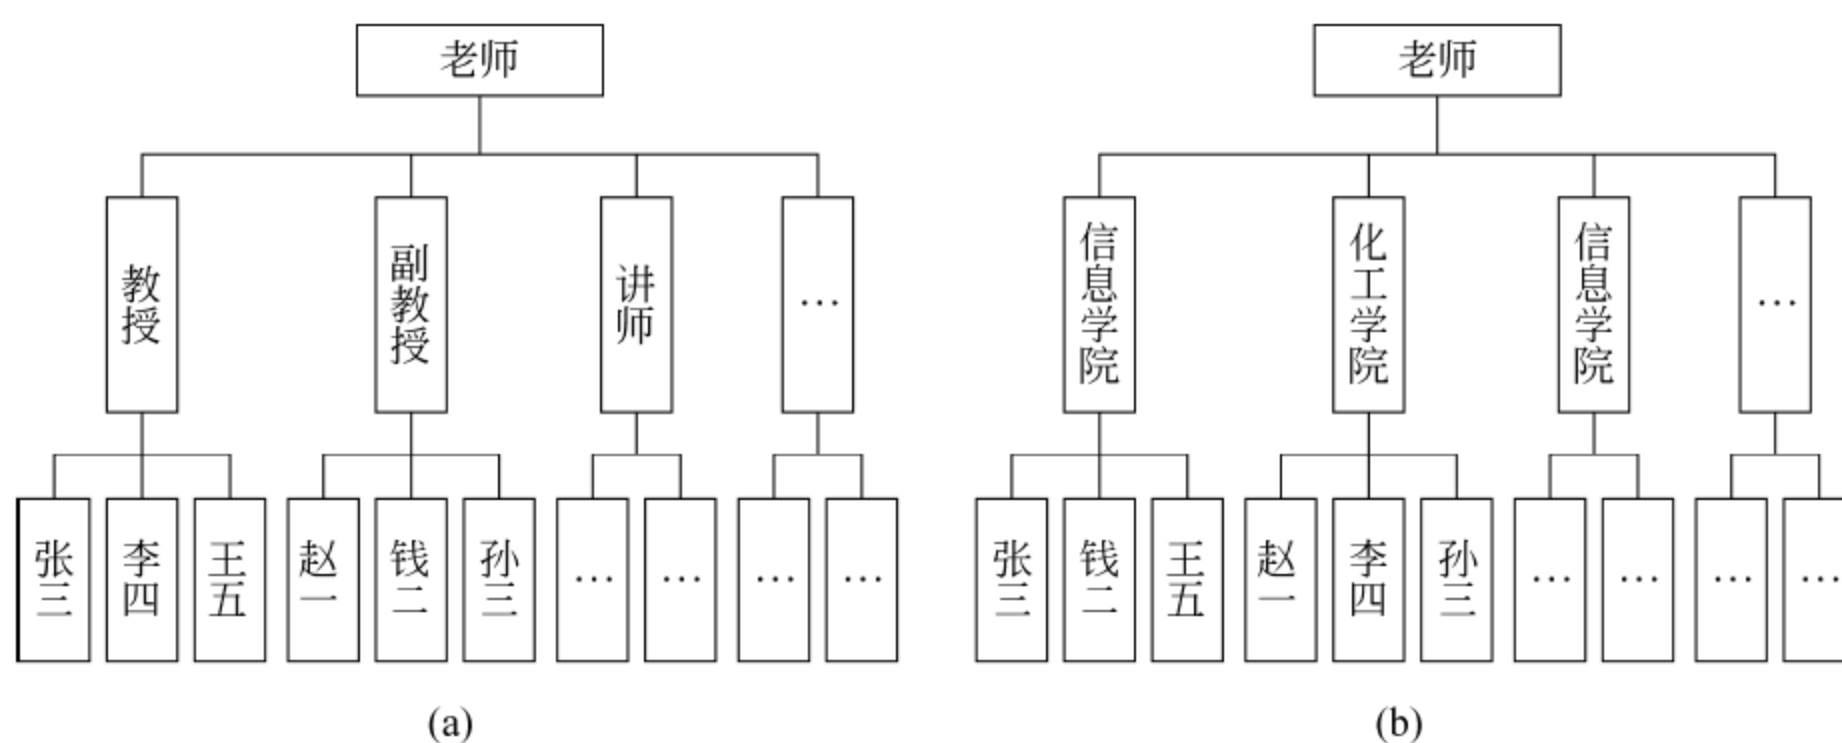 老师
教授
副教授
讲师
…
张三
李四
王五
赵一
钱二
孙三
…
…
…
…
(a)
老师
信息学院
化工学院
信息学院
…
张三
钱二
王五
赵一
李四
孙三
…
…
…
…
(b)